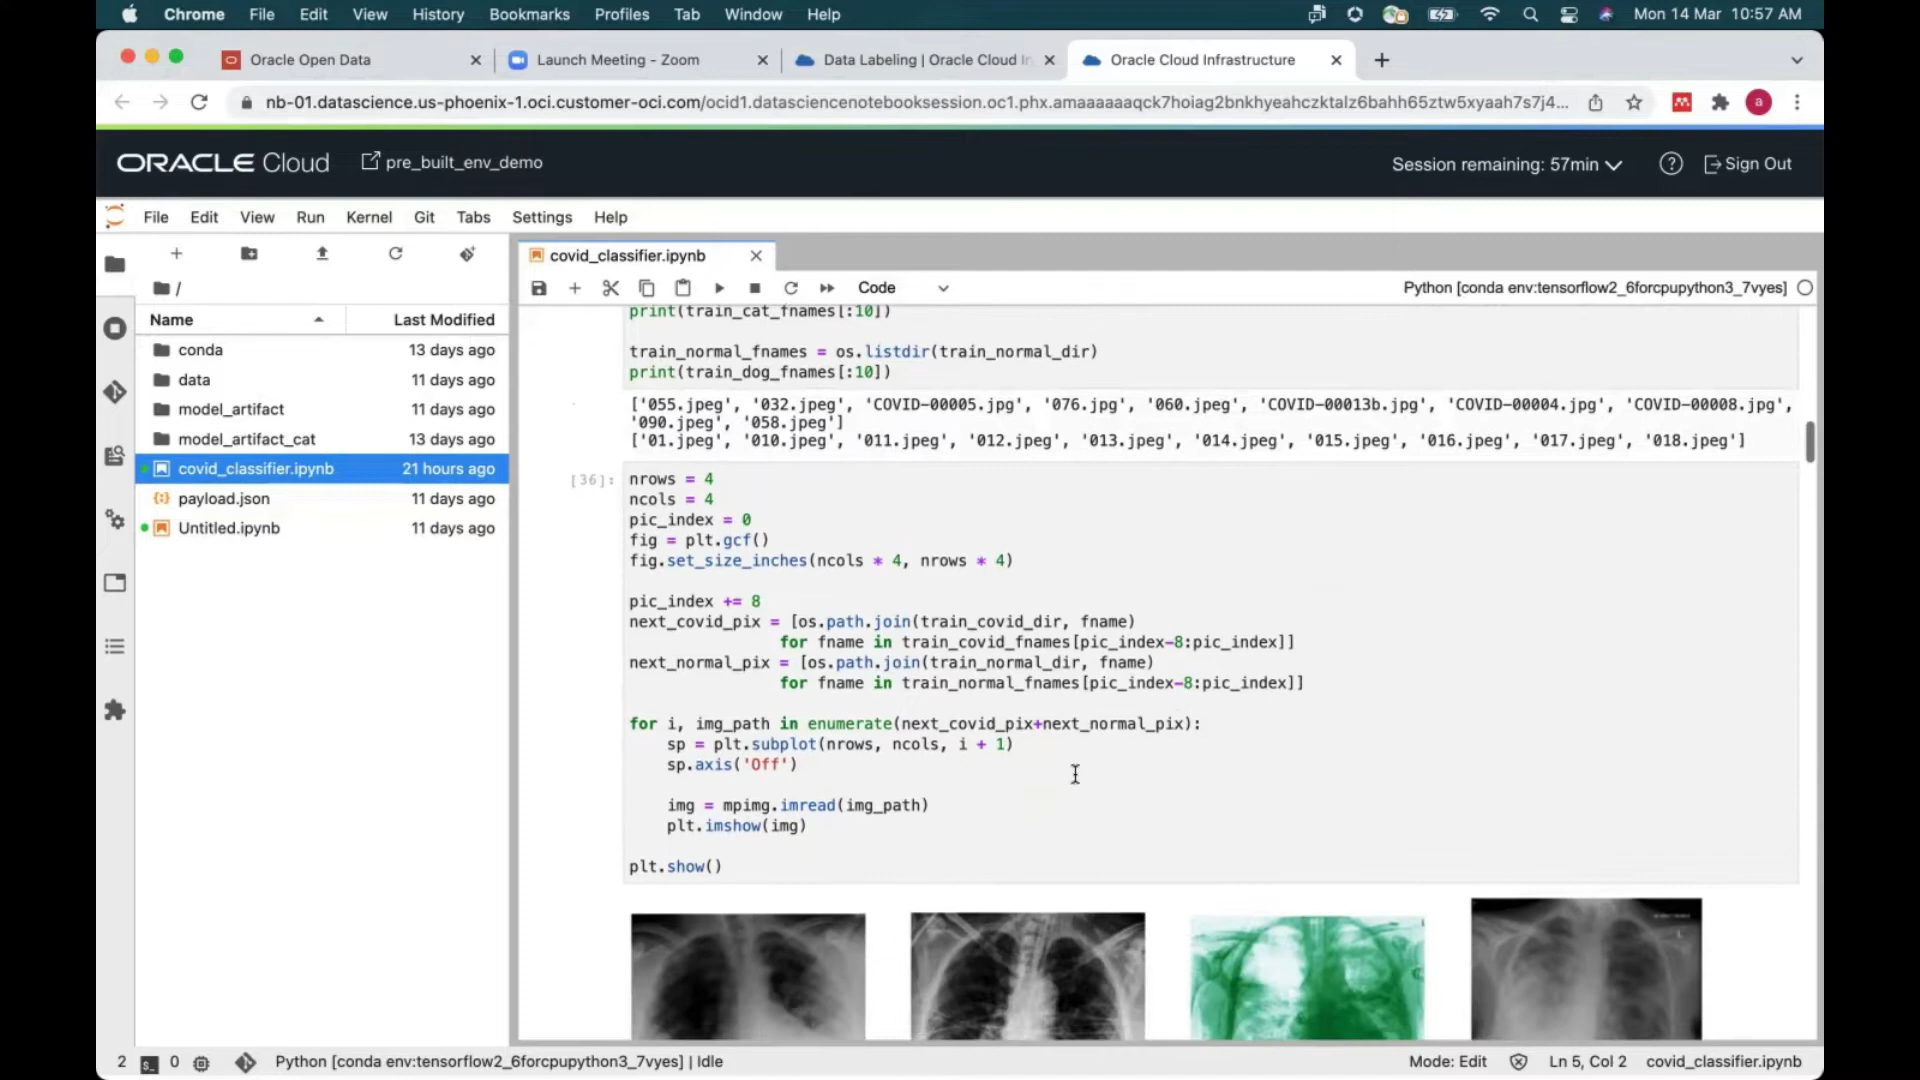 Chrome File Edit View History Bookmarks Profiles Tab Window Help Mon 14 Mar 10:57 AM
Oracle Open Data Launch Meeting - Zoom Data Labeling | Oracle Cloud In Oracle Cloud Infrastructure
nb-01.datascience.us-phoenix-1.oci.customer-oci.com/ocid1.datasciencenotebooksession.oc1.phx.amaaaaaaqck7hoiag2bnkhyeahczktalz6bahh65ztw5xyaah7s7j4... a
ORACLE Cloud pre_built_env_demo Session remaining: 57min Sign Out
File Edit View Run Kernel Git Tabs Settings Help
covid_classifier.ipynb
/ Code Python [conda env:tensorflow2_6forcpupython3_7vyes]
Name Last Modified
conda 13 days ago
data 11 days ago
model_artifact 11 days ago
model_artifact_cat 13 days ago
covid_classifier.ipynb 21 hours ago
payload.json 11 days ago
Untitled.ipynb 11 days ago
print(train_cat_fnames[:10])
train_normal_fnames = os.listdir(train_normal_dir)
print(train_dog_fnames[:10])
['055.jpeg', '032.jpeg', 'COVID-00005.jpg', '076.jpg', '060.jpeg', 'COVID-00013b.jpg', 'COVID-00004.jpg', 'COVID-00008.jpg',
'090.jpeg', '058.jpeg']
['01.jpeg', '010.jpeg', '011.jpeg', '012.jpeg', '013.jpeg', '014.jpeg', '015.jpeg', '016.jpeg', '017.jpeg', '018.jpeg']
[36]: nrows = 4
ncols = 4
pic_index = 0
fig = plt.gcf()
fig.set_size_inches(ncols * 4, nrows * 4)
pic_index += 8
next_covid_pix = [os.path.join(train_covid_dir, fname)
for fname in train_covid_fnames[pic_index-8:pic_index]]
next_normal_pix = [os.path.join(train_normal_dir, fname)
for fname in train_normal_fnames[pic_index-8:pic_index]]
for i, img_path in enumerate(next_covid_pix+next_normal_pix):
sp = plt.subplot(nrows, ncols, i + 1)
sp.axis('Off')
img = mpimg.imread(img_path)
plt.imshow(img)
plt.show()
2 0 Python [conda env:tensorflow2_6forcpupython3_7vyes] | Idle Mode: Edit Ln 5, Col 2 covid_classifier.ipynb